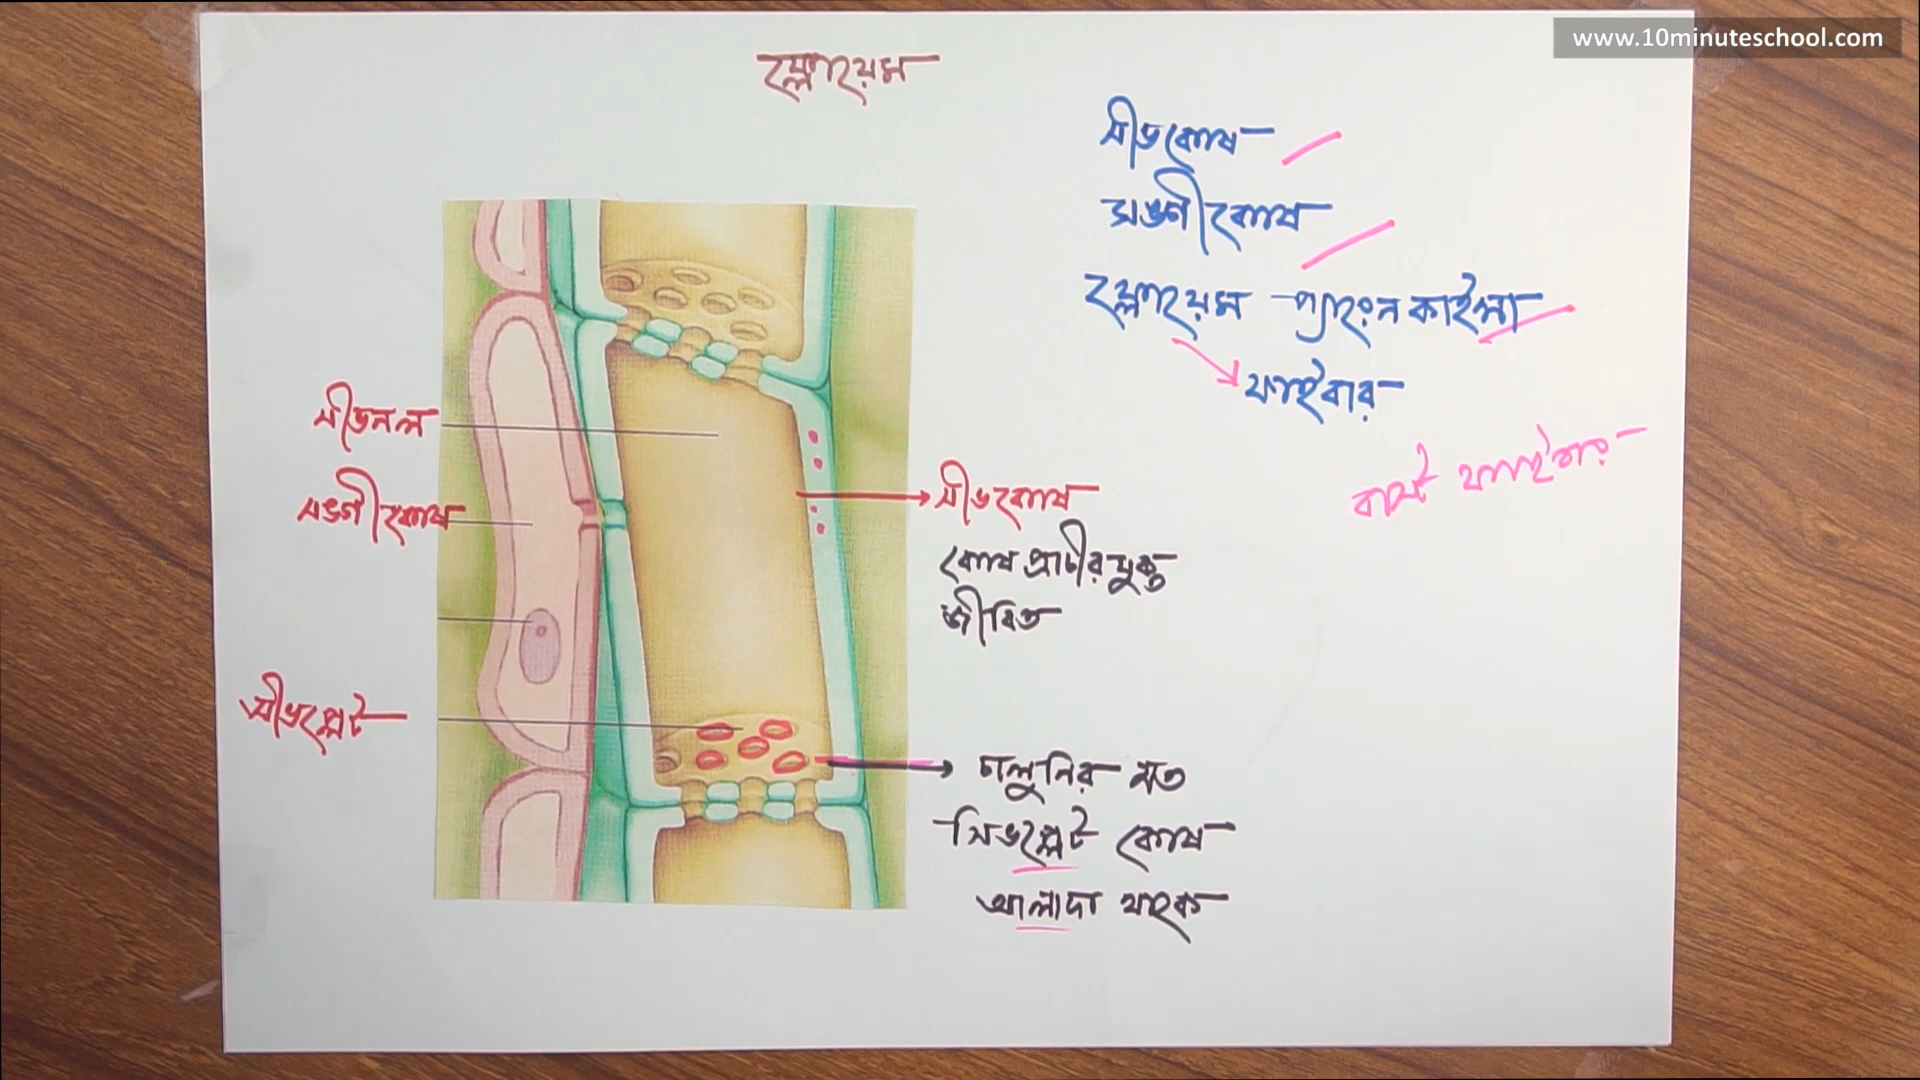 www.10minuteschool.com
ফ্লোয়েম
সীভকোষ
সঙ্গীকোষ
ফ্লোয়েম প্যারেনকাইমা
ফাইবার
বাস্ট ফাইবার
সীভনল
সঙ্গীকোষ
সীভকোষ
কোষ প্রাচীরযুক্ত
জীবিত
সীভপ্লেট
চালুনির মত
সিভপ্লেট কোষ
আলাদা থাকে